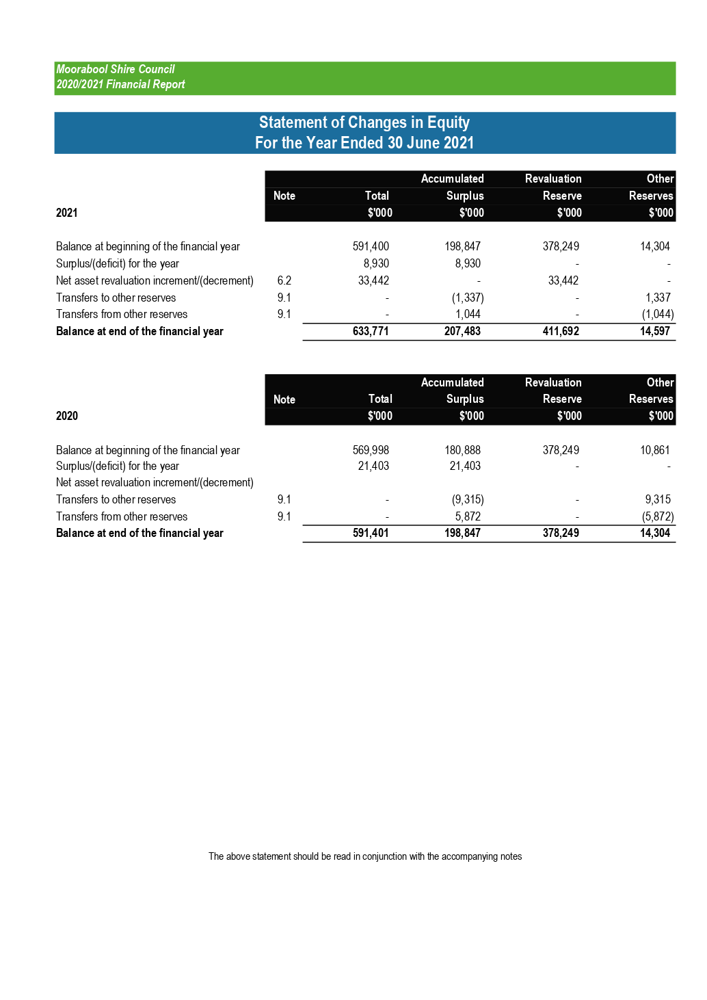 Moorabool Shire Council
2020/2021 Financial Report
Statement of Changes in Equity
For the Year Ended 30 June 2021
Accumulated Revaluation Other
Note Total Surplus Reserve Reserves
2021 $'000 $'000 $'000 $'000
Balance at beginning of the financial year 591,400 198,847 378,249 14,304
Surplus/(deficit) for the year 8,930 8,930 - -
Net asset revaluation increment/(decrement) 6.2 33,442 - 33,442 -
Transfers to other reserves 9.1 - (1,337) - 1,337
Transfers from other reserves 9.1 - 1,044 - (1,044)
Balance at end of the financial year 633,771 207,483 411,692 14,597
Accumulated Revaluation Other
Note Total Surplus Reserve Reserves
2020 $'000 $'000 $'000 $'000
Balance at beginning of the financial year 569,998 180,888 378,249 10,861
Surplus/(deficit) for the year 21,403 21,403 - -
Net asset revaluation increment/(decrement)
Transfers to other reserves 9.1 - (9,315) - 9,315
Transfers from other reserves 9.1 - 5,872 - (5,872)
Balance at end of the financial year 591,401 198,847 378,249 14,304
The above statement should be read in conjunction with the accompanying notes